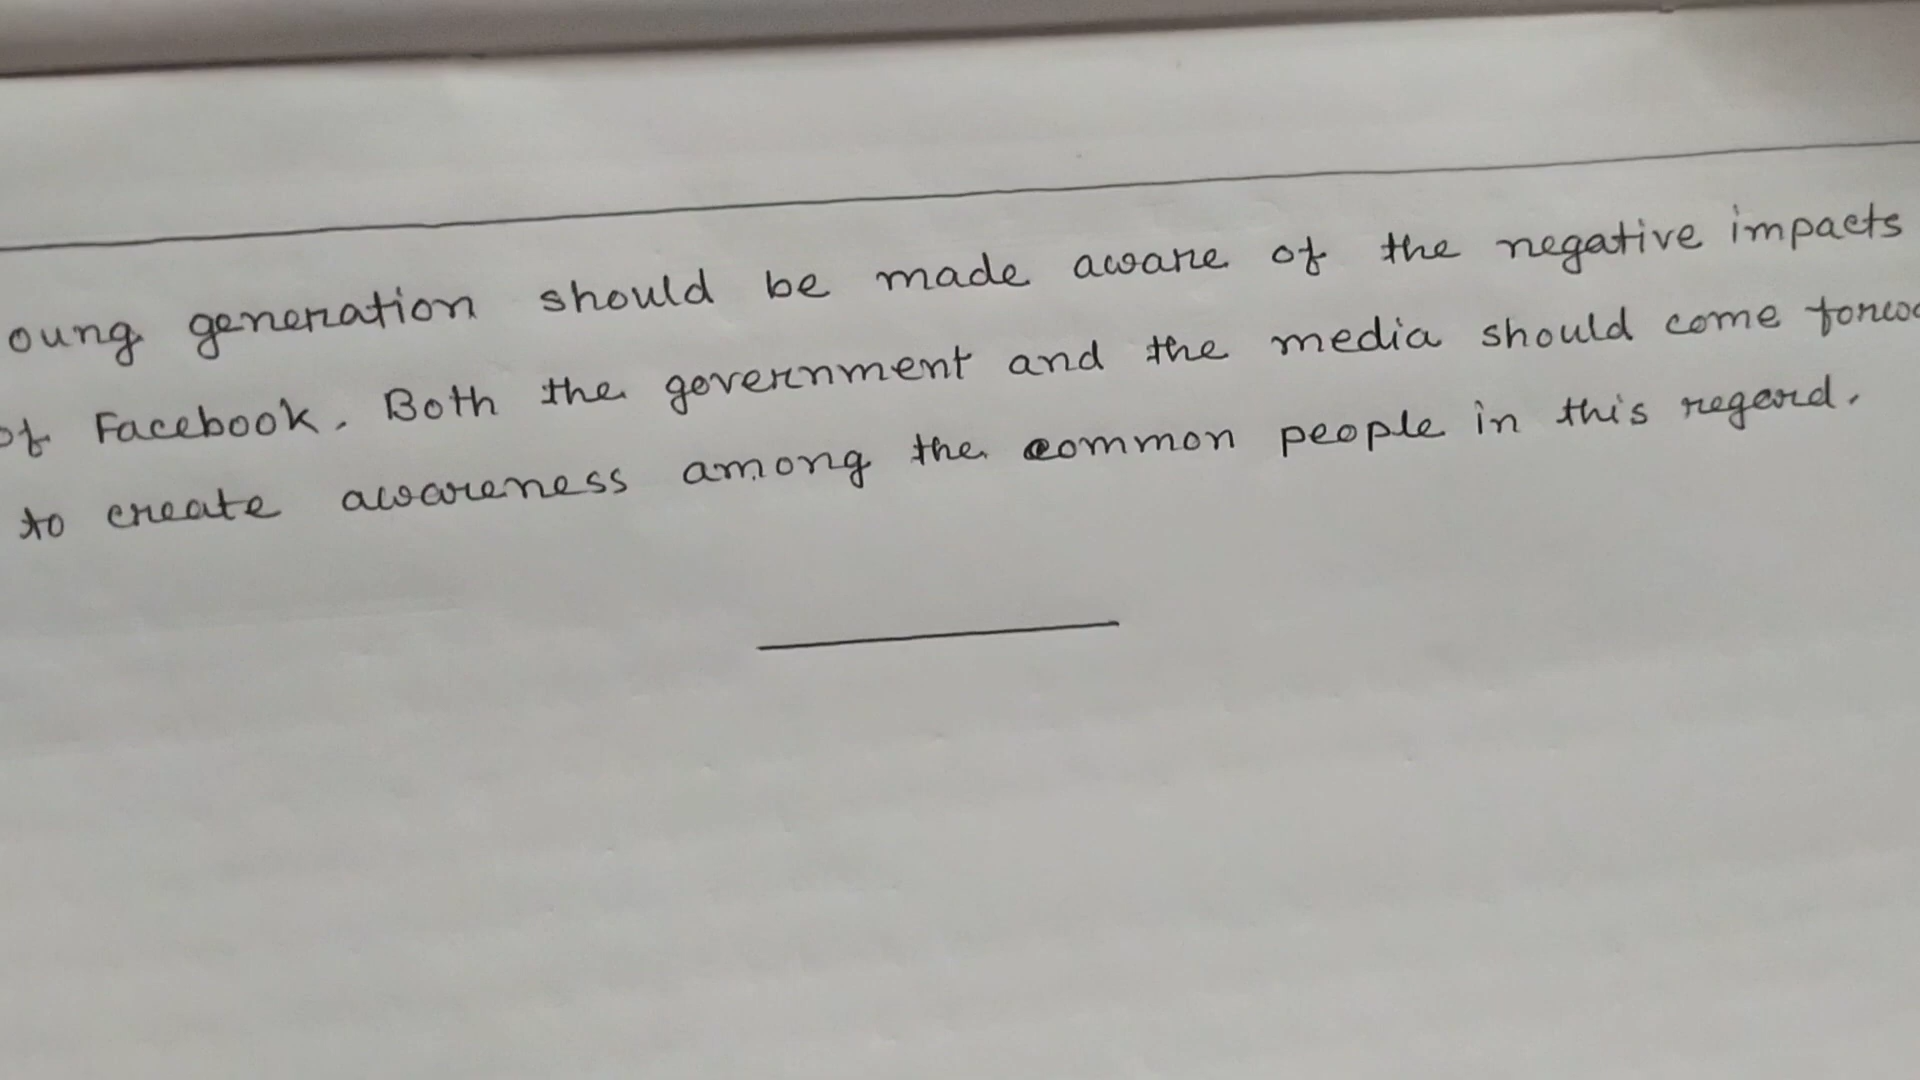 oung generation should be made aware of the negative impacts
of Facebook. Both the government and the media should come forwa
to create awareness among the common people in this regard.